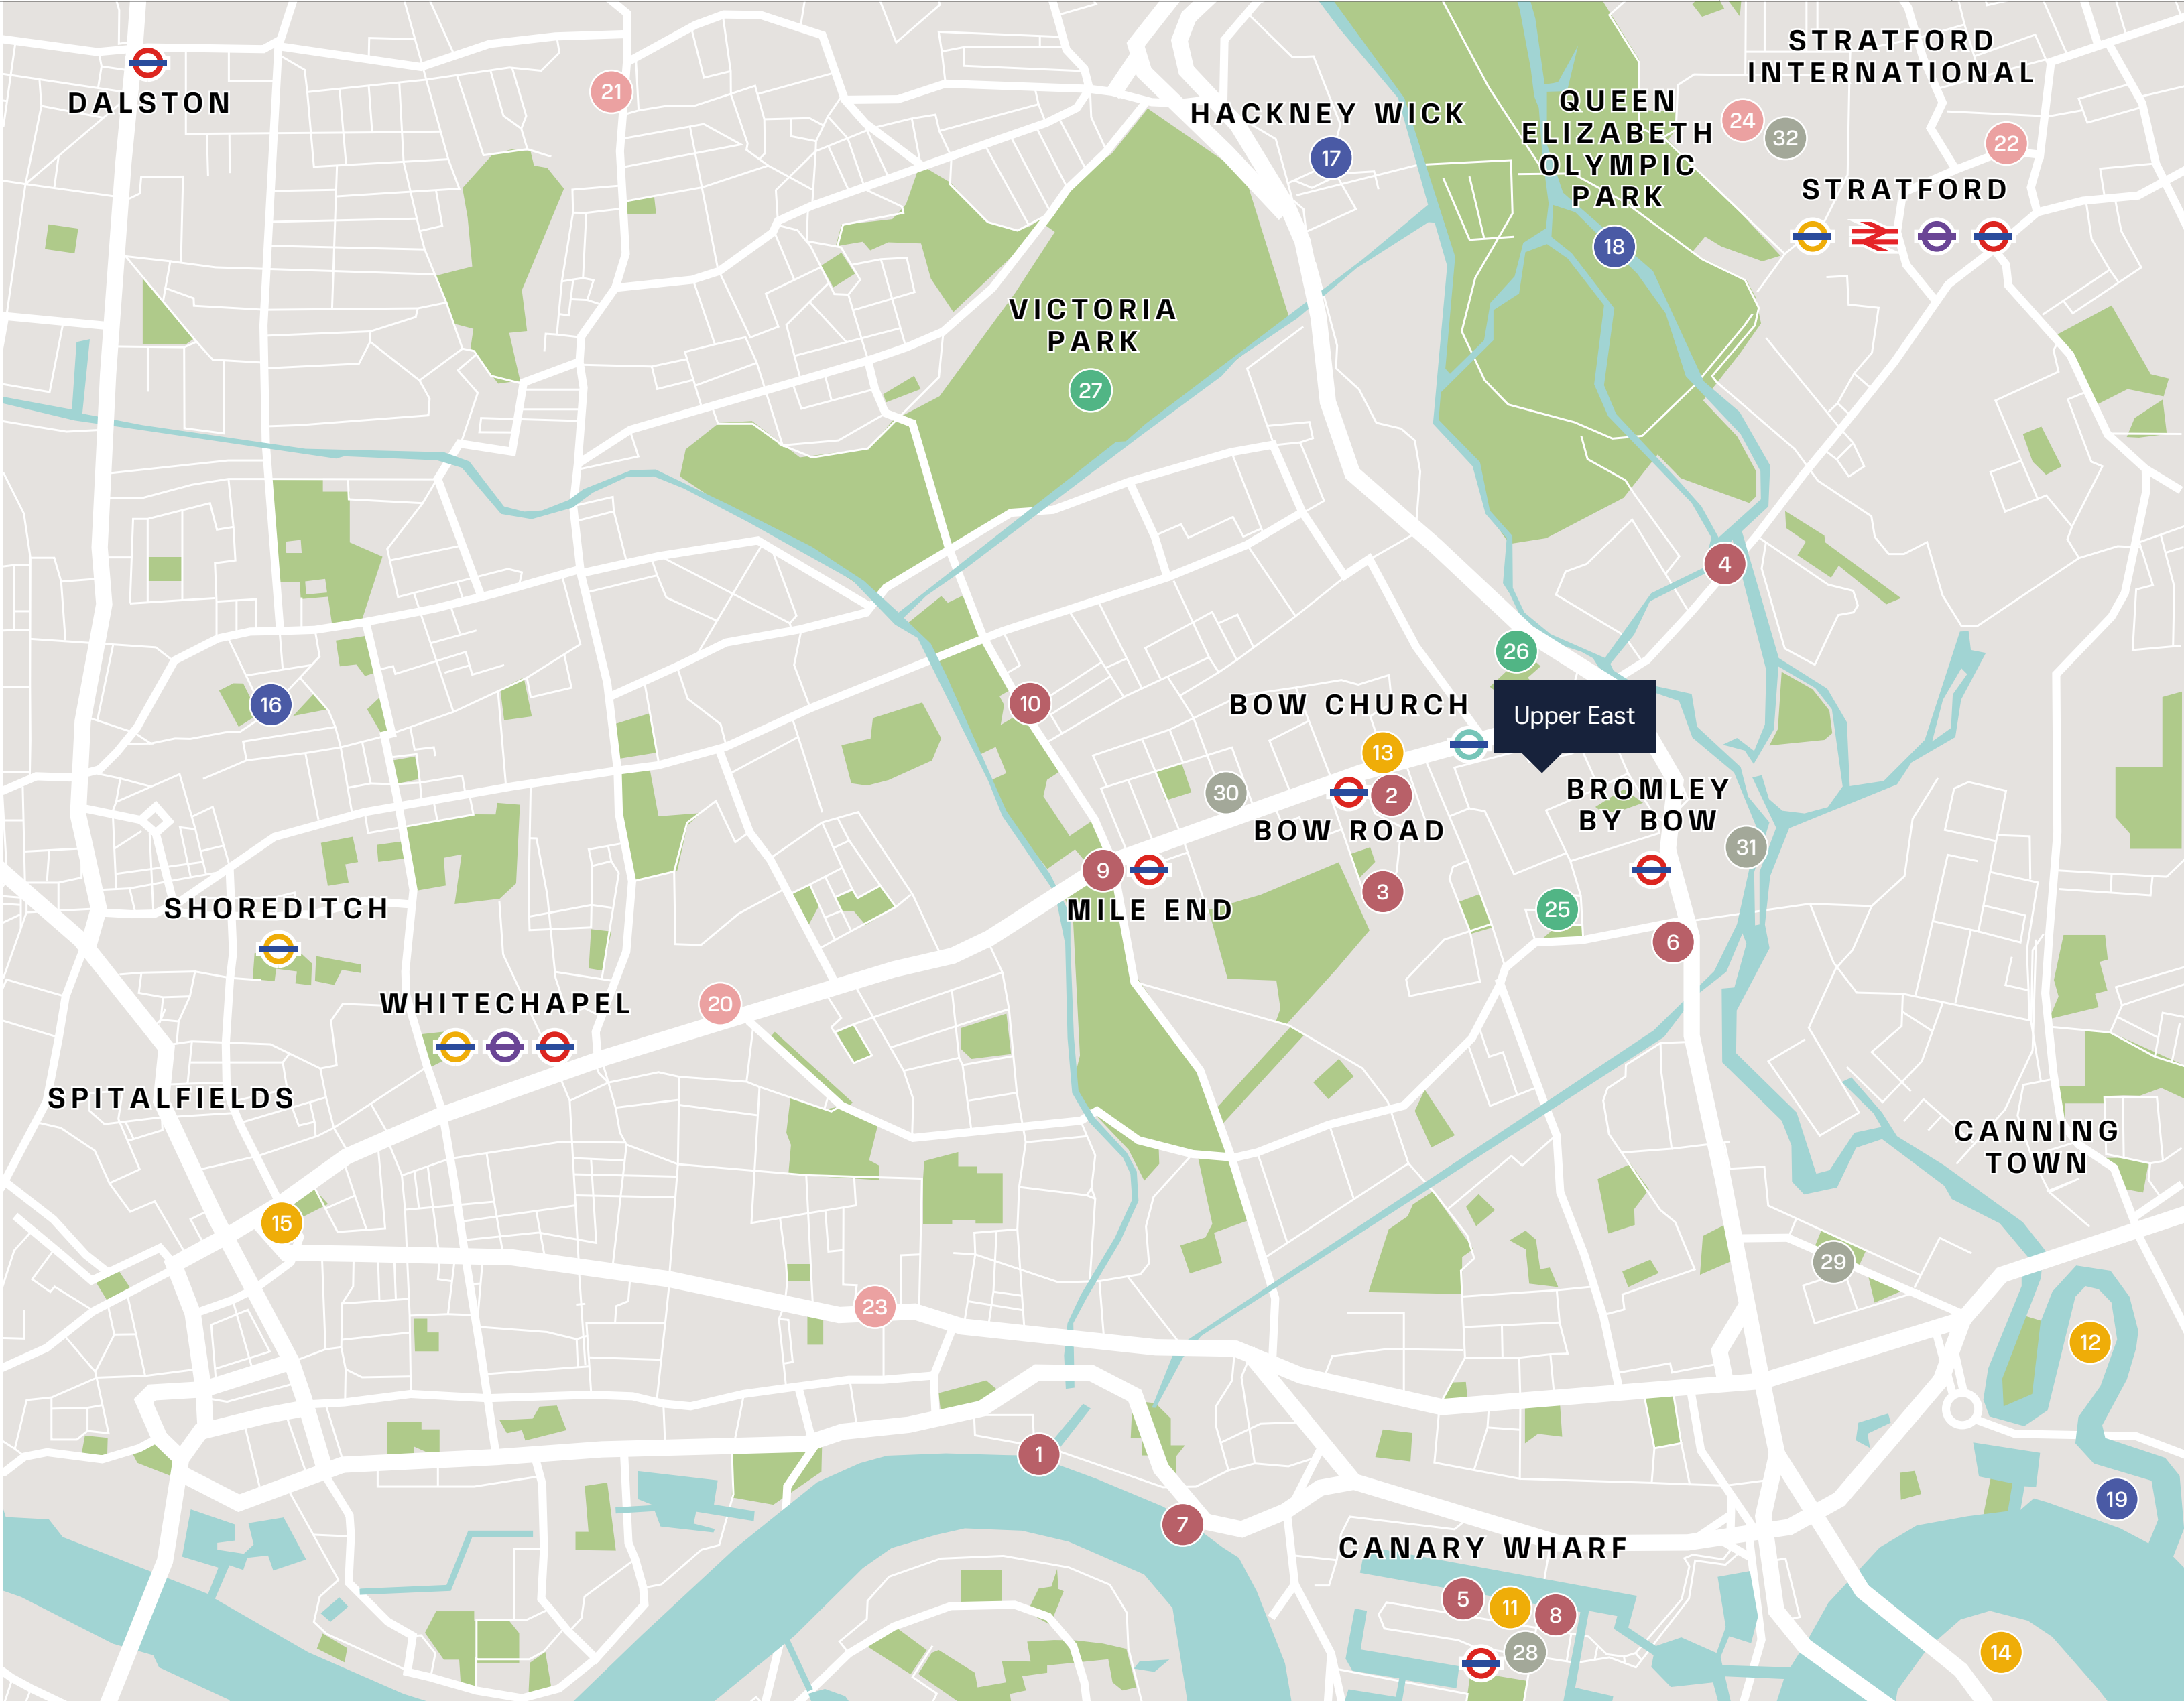 STRATFORD
INTERNATIONAL
DALSTON
21
HACKNEY WICK
17
QUEEN
ELIZABETH
OLYMPIC
PARK
18
24
32
22
STRATFORD
VICTORIA
PARK
27
4
26
16
10
BOW CHURCH
Upper East
13
30
2
BOW ROAD
BROMLEY
BY BOW
31
9
MILE END
3
25
6
SHOREDITCH
WHITECHAPEL
20
SPITALFIELDS
CANNING
TOWN
15
29
23
12
1
19
7
CANARY WHARF
5
11
8
28
14